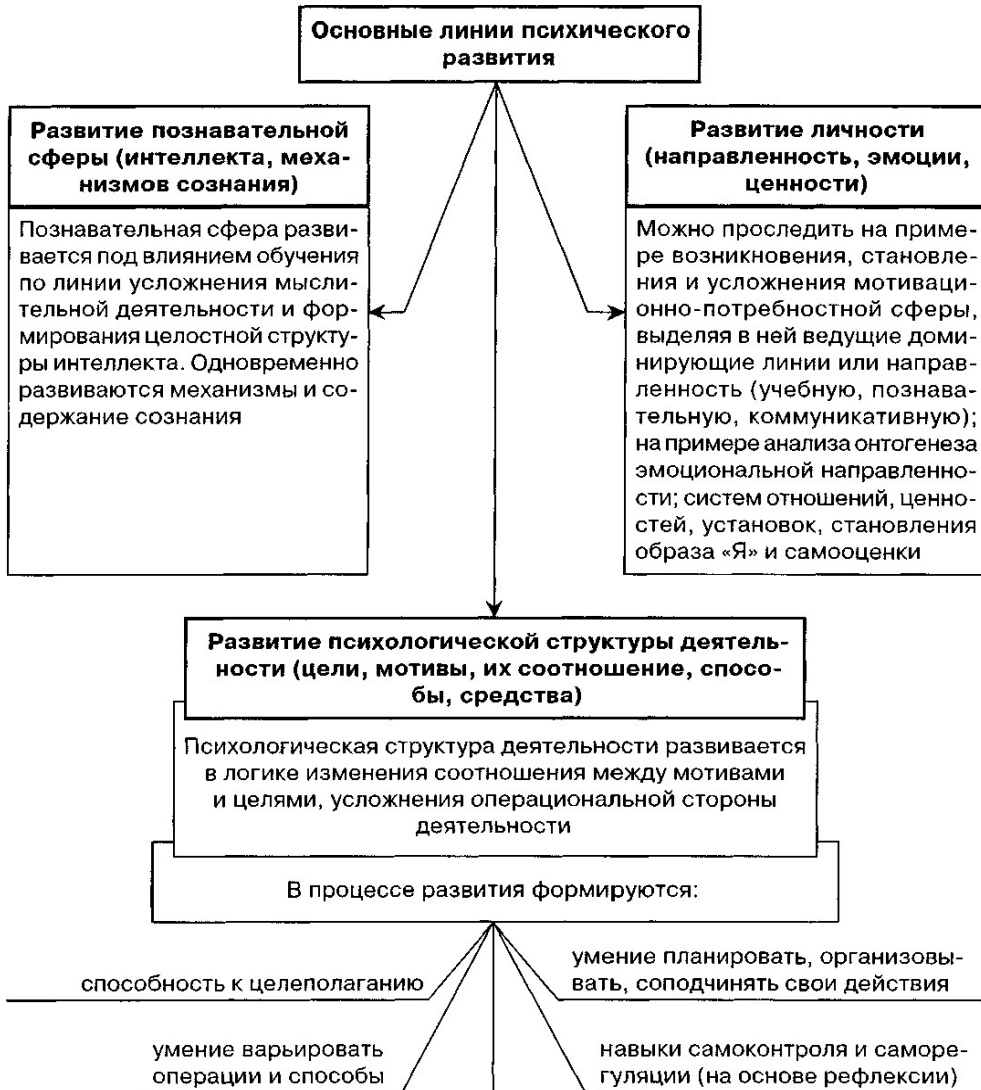 Основные линии психического
развития
Развитие познавательной
сферы (интеллекта, меха-
низмов сознания)
Познавательная сфера разви-
вается под влиянием обучения
по линии усложнения мысли-
тельной деятельности и фор-
мирования целостной структу-
ры интеллекта. Одновременно
развиваются механизмы и со-
держание сознания
Развитие личности
(направленность, эмоции,
ценности)
Можно проследить на приме-
ре возникновения, становле-
ния и усложнения мотиваци-
онно-потребностной сферы,
выделяя в ней ведущие доми-
нирующие линии или направ-
ленность (учебную, познава-
тельную, коммуникативную);
на примере анализа онтогенеза
эмоциональной направленно-
сти; систем отношений, ценно-
стей, установок, становления
образа «Я» и самооценки
Развитие психологической структуры деятель-
ности (цели, мотивы, их соотношение, спосо-
бы, средства)
Психологическая структура деятельности развивается
в логике изменения соотношения между мотивами
и целями, усложнения операциональной стороны
деятельности
В процессе развития формируются:
способность к целеполаганию
умение планировать, организовы-
вать, соподчинять свои действия
умение варьировать
операции и способы
навыки самоконтроля и саморе-
гуляции (на основе рефлексии)